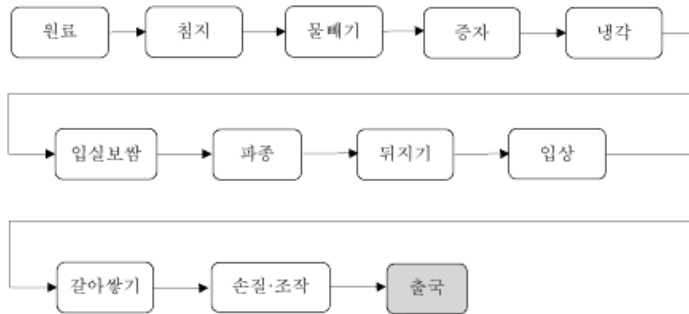 원료 침지 물빼기 증자 냉각
입실보쌈 파종 뒤지기 입상
갈아쌓기 손질·조작 출국